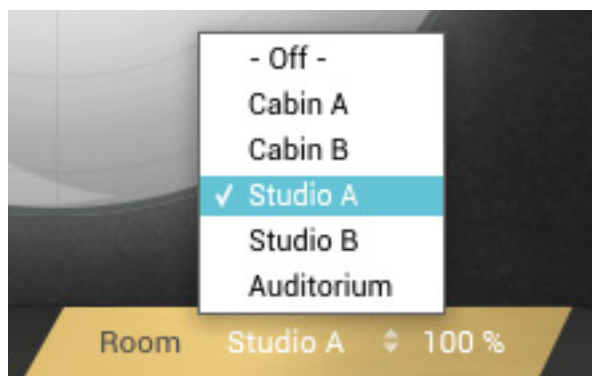 - Off -
Cabin A
Cabin B
✓ Studio A
Studio B
Auditorium
Room Studio A 100 %